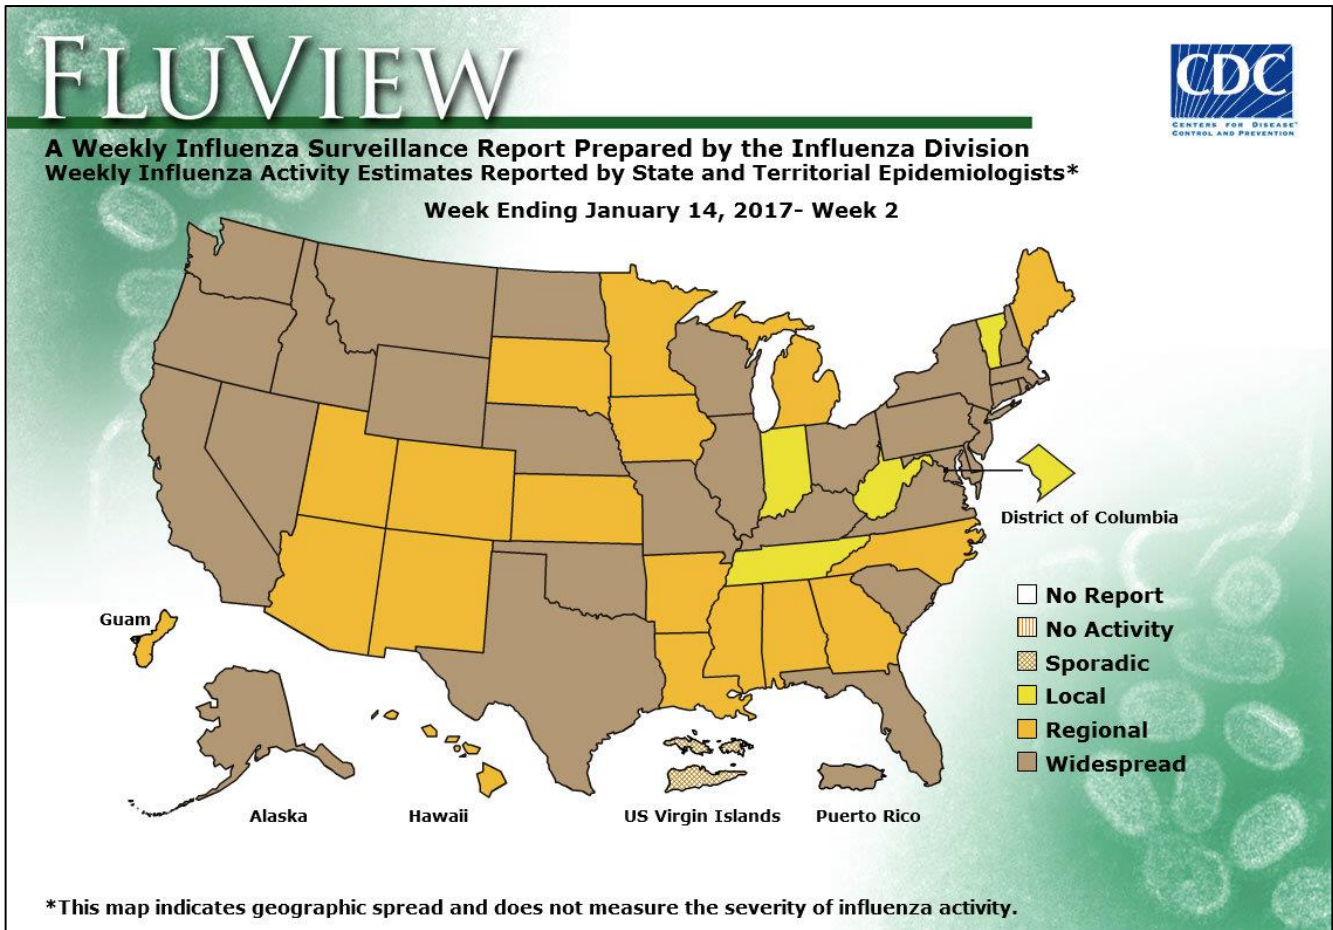 FLUVIEW
CDC
CENTERS FOR DISEASE
CONTROL AND PREVENTION
A Weekly Influenza Surveillance Report Prepared by the Influenza Division
Weekly Influenza Activity Estimates Reported by State and Territorial Epidemiologists*
Week Ending January 14, 2017- Week 2
District of Columbia
No Report
No Activity
Sporadic
Local
Regional
Widespread
Guam
Alaska
Hawaii
US Virgin Islands
Puerto Rico
*This map indicates geographic spread and does not measure the severity of influenza activity.